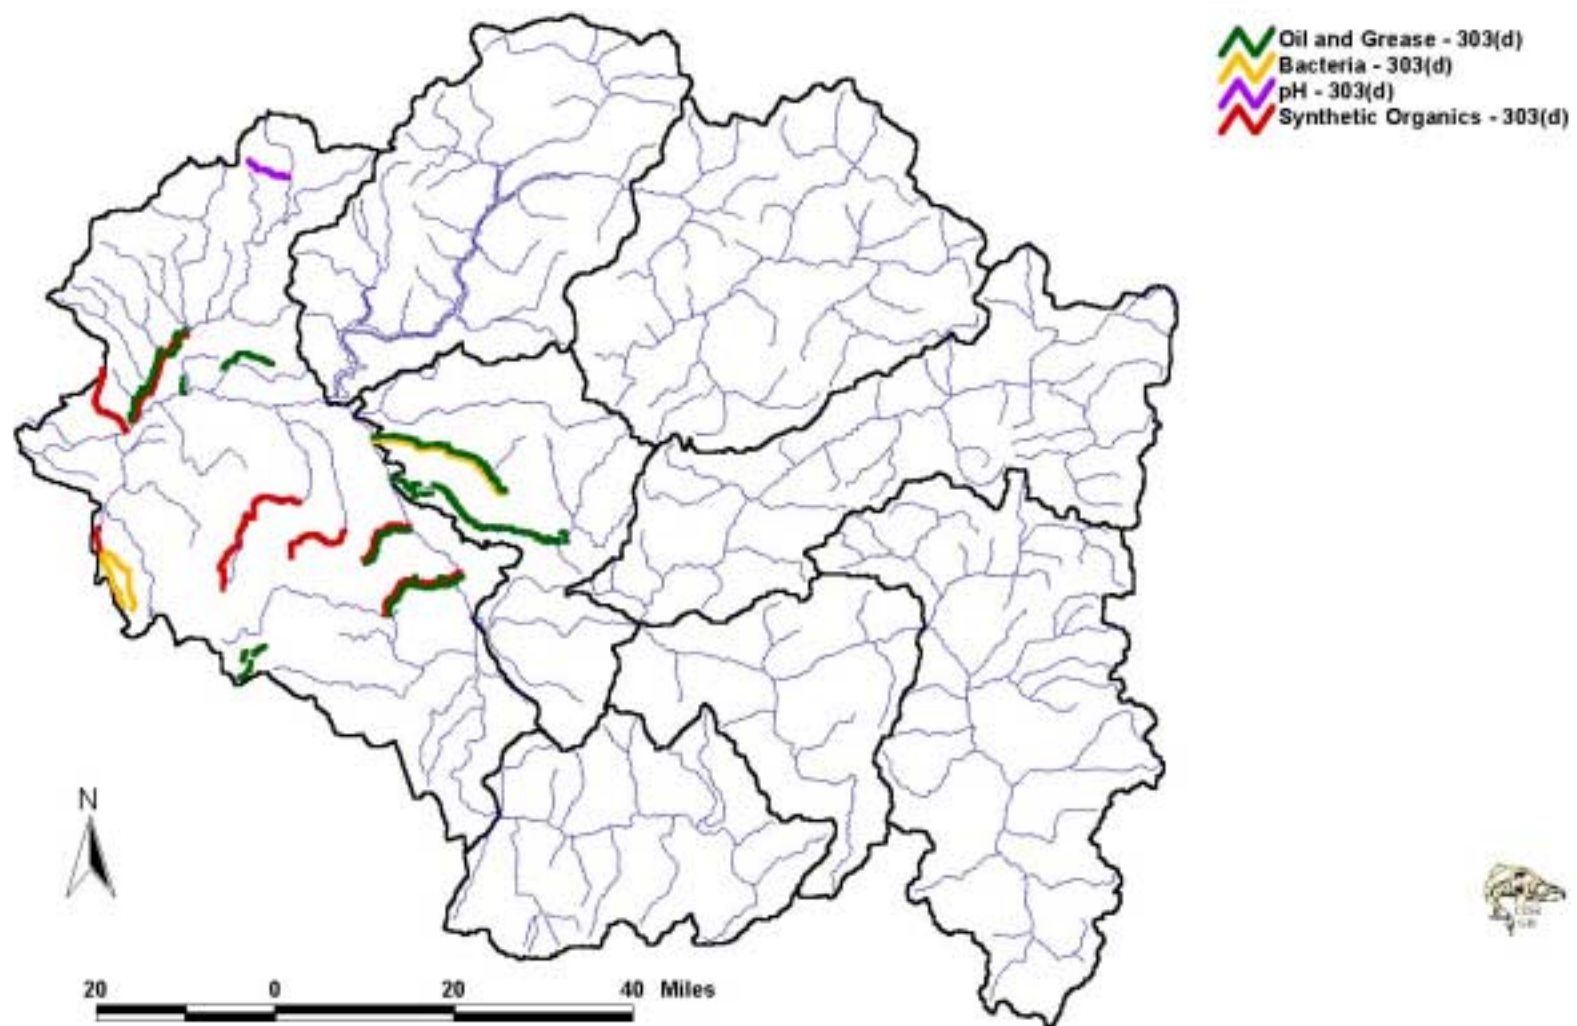 Oil and Grease - 303(d)
Bacteria - 303(d)
pH - 303(d)
Synthetic Organics - 303(d)
N
20 0 20 40 Miles